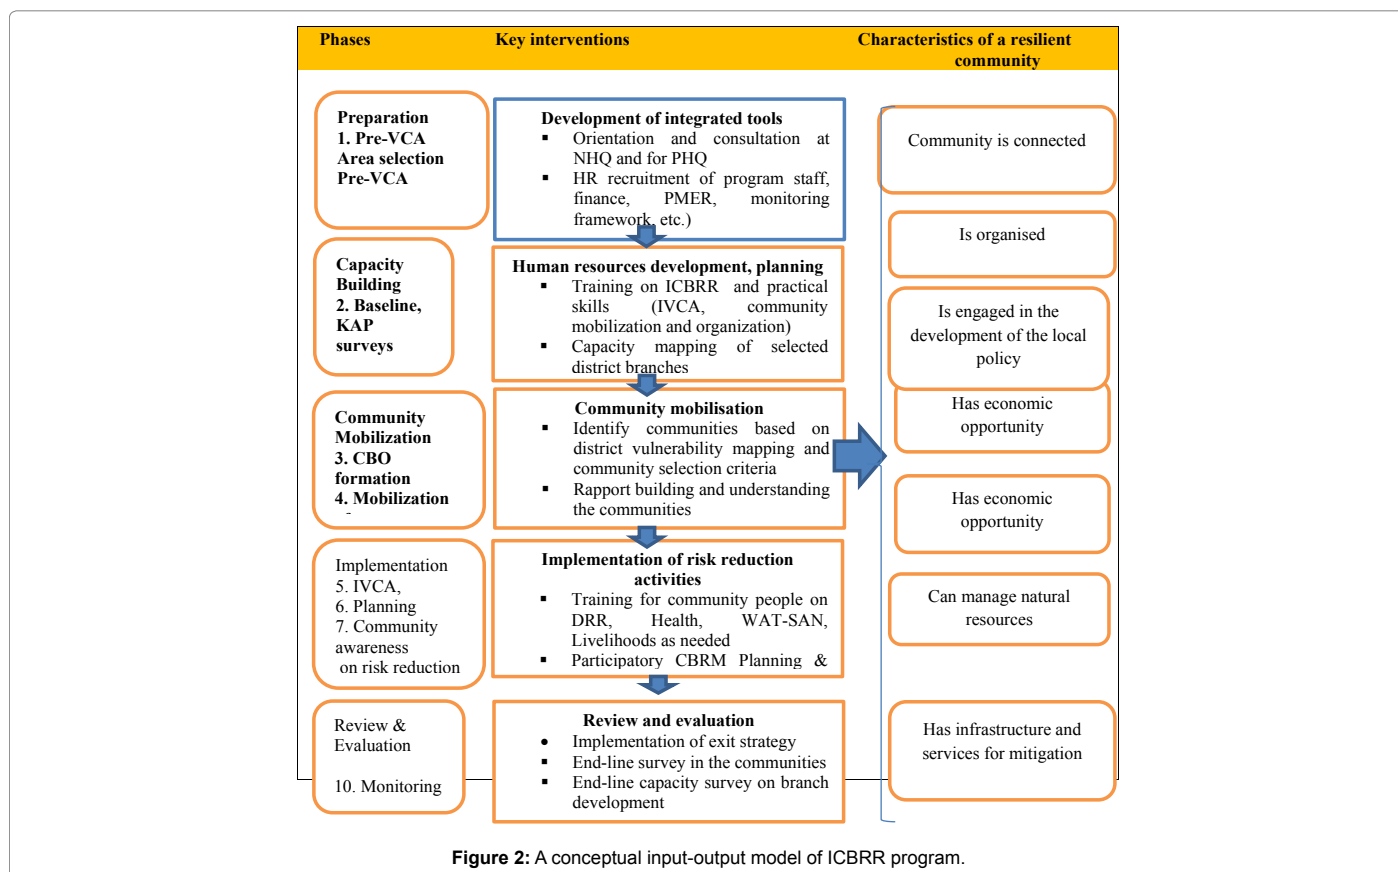 Phases
Key interventions
Characteristics of a resilient
community
Preparation
1. Pre-VCA
Area selection
Pre-VCA
Development of integrated tools
▪ Orientation and consultation at
NHQ and for PHQ
▪ HR recruitment of program staff,
finance, PMER, monitoring
framework, etc.)
Community is connected
Is organised
Capacity
Building
2. Baseline,
KAP
surveys
Human resources development, planning
▪ Training on ICBRR and practical
skills (IVCA, community
mobilization and organization)
▪ Capacity mapping of selected
district branches
Is engaged in the
development of the local
policy
Community
Mobilization
3. CBO
formation
4. Mobilization
Community mobilisation
▪ Identify communities based on
district vulnerability mapping and
community selection criteria
▪ Rapport building and understanding
the communities
Has economic
opportunity
Has economic
opportunity
Implementation
5. IVCA,
6. Planning
7. Community
awareness
on risk reduction
Implementation of risk reduction
activities
▪ Training for community people on
DRR, Health, WAT-SAN,
Livelihoods as needed
▪ Participatory CBRM Planning &
Can manage natural
resources
Review &
Evaluation
10. Monitoring
Review and evaluation
● Implementation of exit strategy
▪ End-line survey in the communities
▪ End-line capacity survey on branch
development
Has infrastructure and
services for mitigation
Figure 2: A conceptual input-output model of ICBRR program.